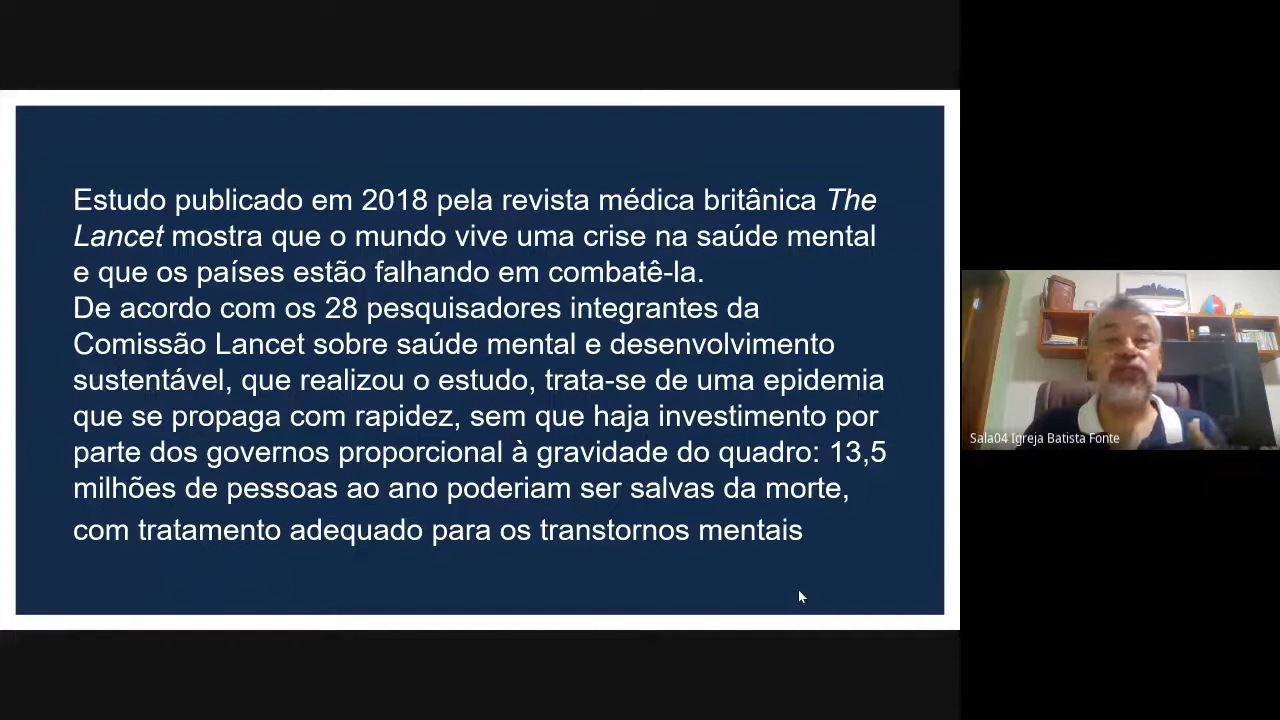 Estudo publicado em 2018 pela revista médica britânica The
Lancet mostra que o mundo vive uma crise na saúde mental
e que os países estão falhando em combatê-la.
De acordo com os 28 pesquisadores integrantes da
Comissão Lancet sobre saúde mental e desenvolvimento
sustentável, que realizou o estudo, trata-se de uma epidemia
que se propaga com rapidez, sem que haja investimento por
parte dos governos proporcional à gravidade do quadro: 13,5
milhões de pessoas ao ano poderiam ser salvas da morte,
com tratamento adequado para os transtornos mentais
Sala04 Igreja Batista Fonte